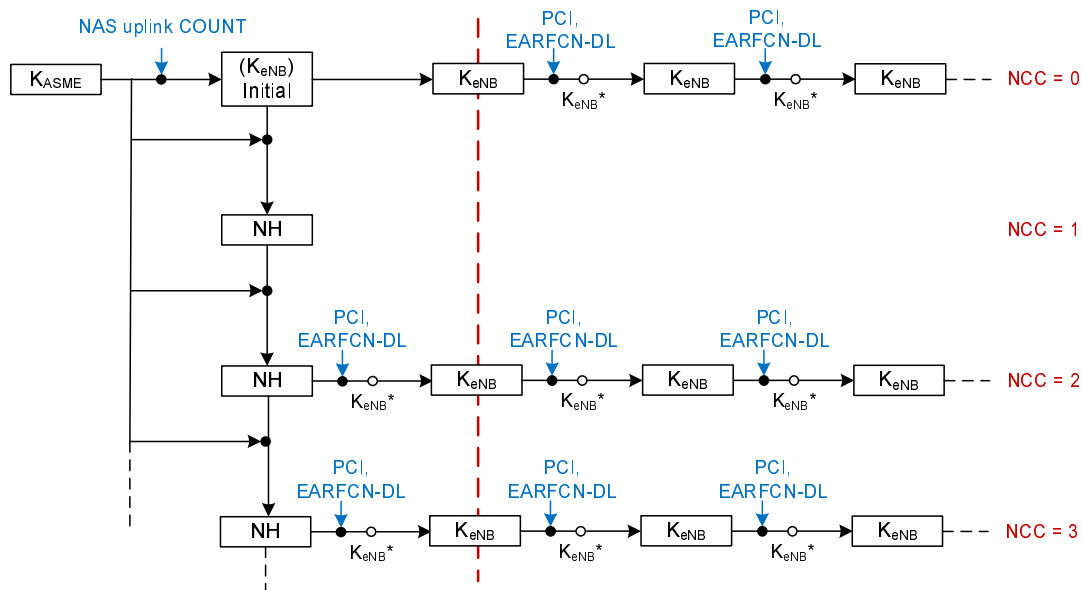 NAS uplink COUNT
PCI,
EARFCN-DL
PCI,
EARFCN-DL
KASME
(KeNB)
Initial
KeNB
KeNB*
KeNB
KeNB*
KeNB
NCC = 0
NH
NCC = 1
PCI,
EARFCN-DL
PCI,
EARFCN-DL
PCI,
EARFCN-DL
NH
KeNB*
KeNB
KeNB*
KeNB
KeNB*
KeNB
NCC = 2
PCI,
EARFCN-DL
PCI,
EARFCN-DL
PCI,
EARFCN-DL
NH
KeNB*
KeNB
KeNB*
KeNB
KeNB*
KeNB
NCC = 3